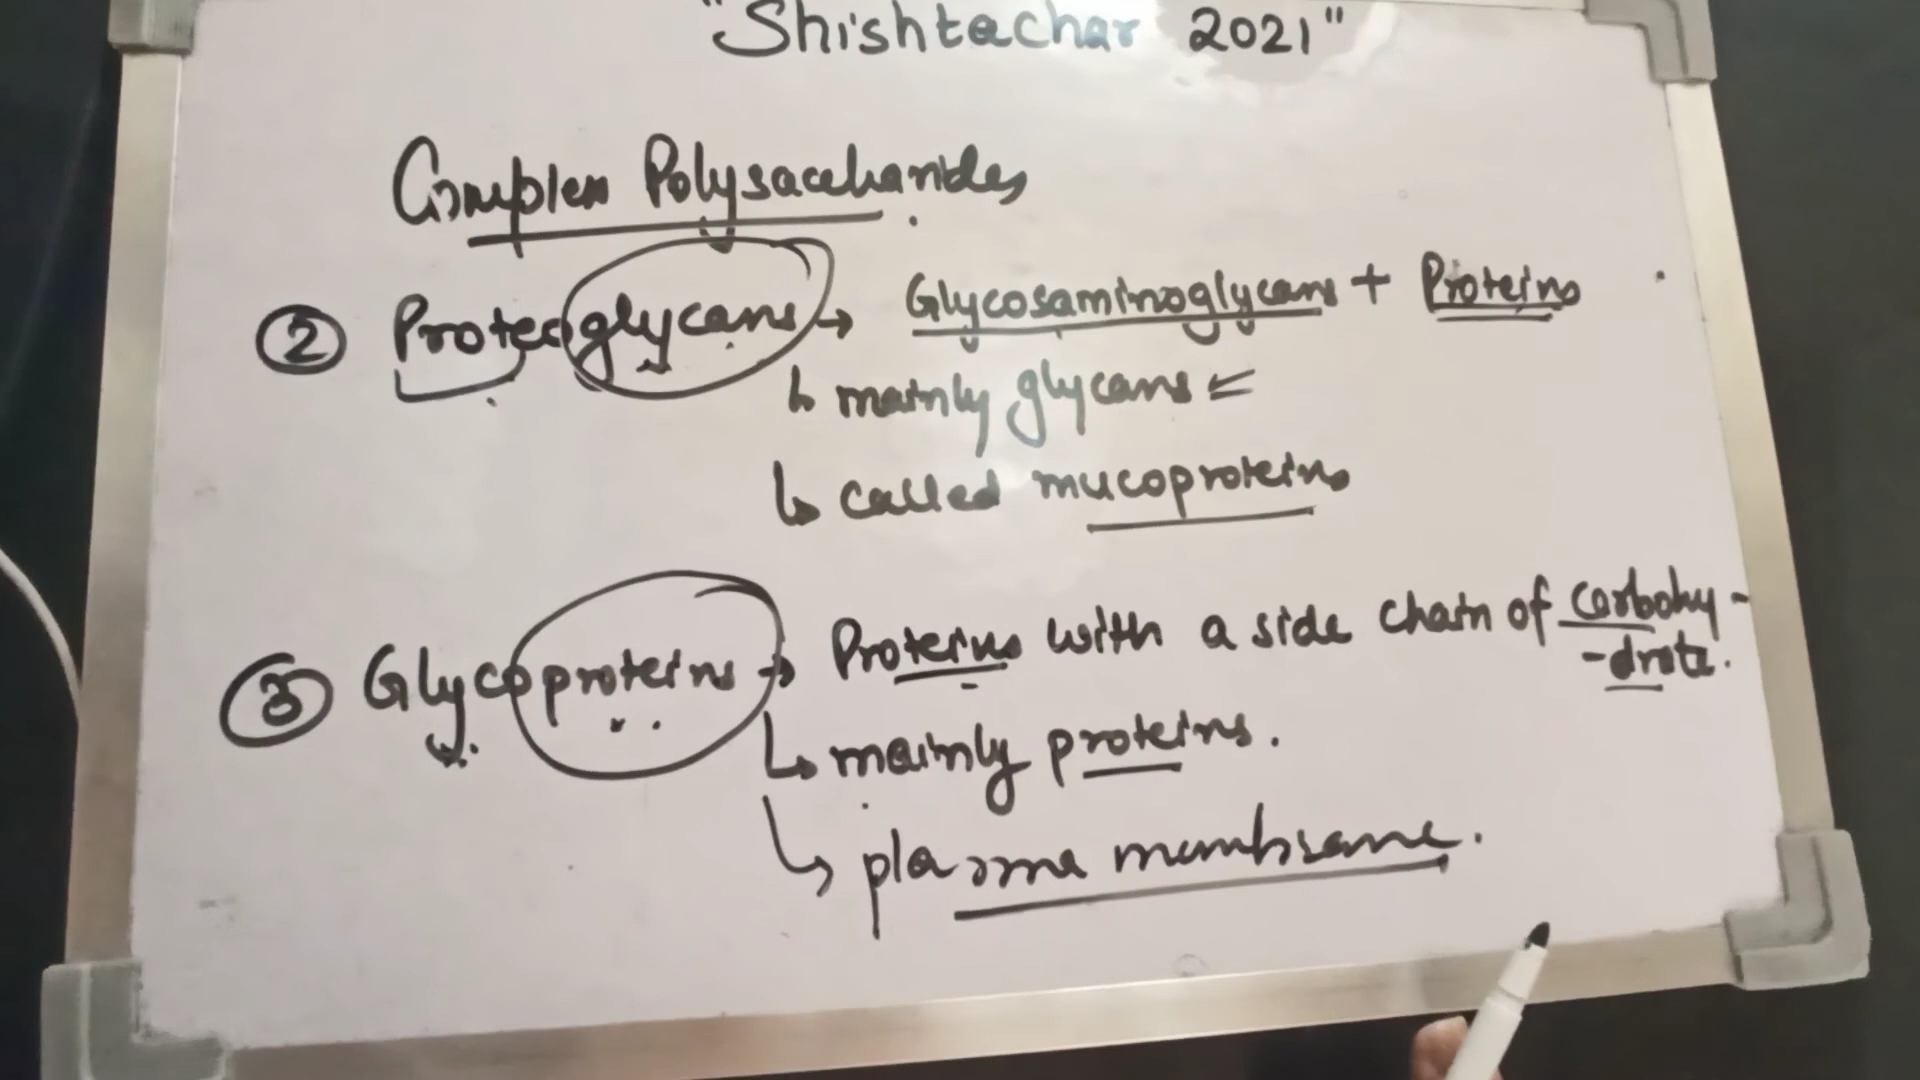 "Shishtachar 2021"
Complex Polysaccharides
② Proteoglycans → Glycosaminoglycans + Proteins
↳ mainly glycans ⇐
↳ called mucoproteins
③ Glycoproteins → Proteins with a side chain of carbohy-
-drate.
↳ mainly proteins.
↳ plasma membrane.